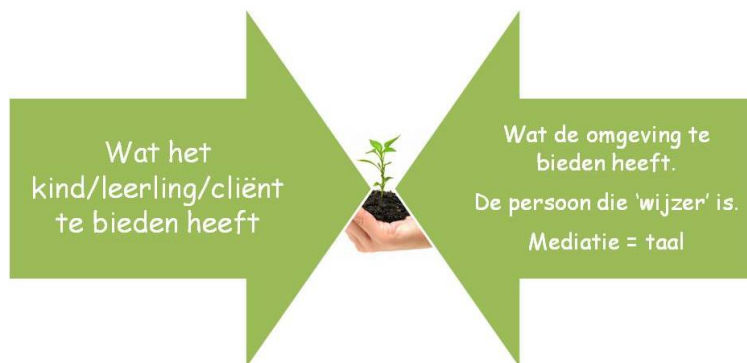 Wat het
kind/leerling/cliënt
te bieden heeft
Wat de omgeving te
bieden heeft.
De persoon die ‘wijzer’ is.
Mediatie = taal